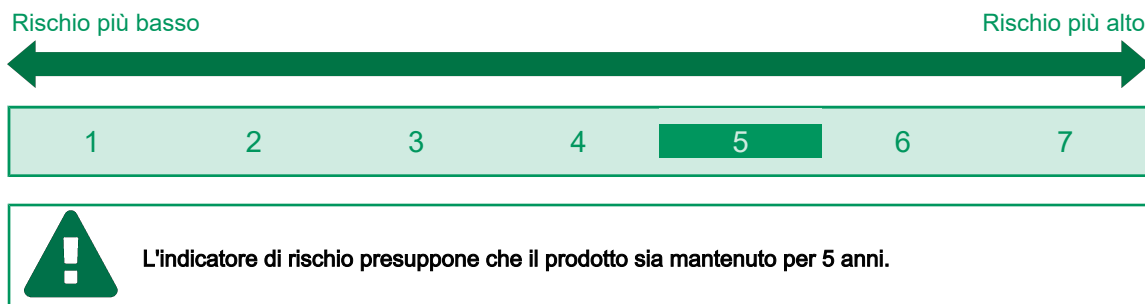 Rischio più basso Rischio più alto
1 2 3 4 5 6 7
!
L'indicatore di rischio presuppone che il prodotto sia mantenuto per 5 anni.